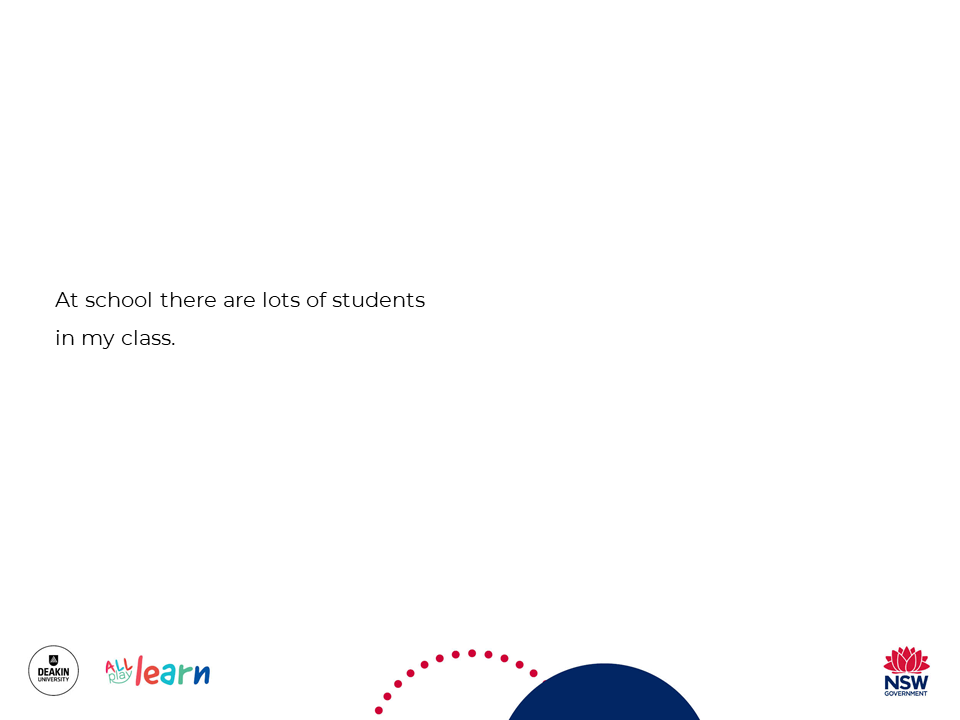 At school there are lots of students
in my class.
DEAKIN
UNIVERSITY
ALL
play
learn
NSW
GOVERNMENT